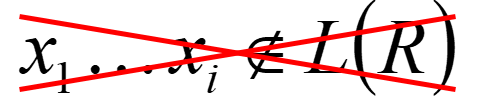 x₁ … xᵢ ∉ L(R)